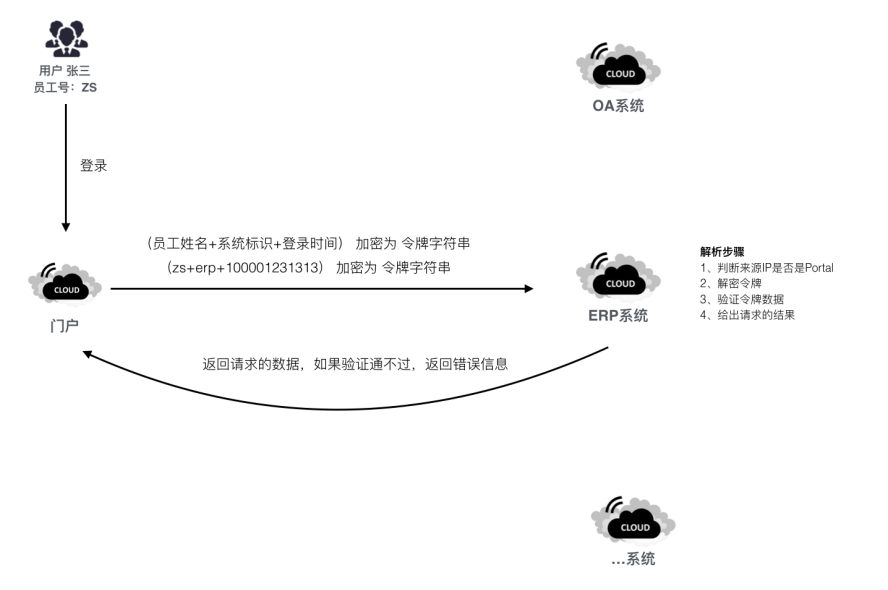 用户 张三
员工号：ZS
CLOUD
OA系统
登录
（员工姓名+系统标识+登录时间） 加密为 令牌字符串
（zs+erp+100001231313） 加密为 令牌字符串
CLOUD
门户
CLOUD
ERP系统
解析步骤
1、判断来源IP是否是Portal
2、解密令牌
3、验证令牌数据
4、给出请求的结果
返回请求的数据，如果验证通不过，返回错误信息
CLOUD
...系统